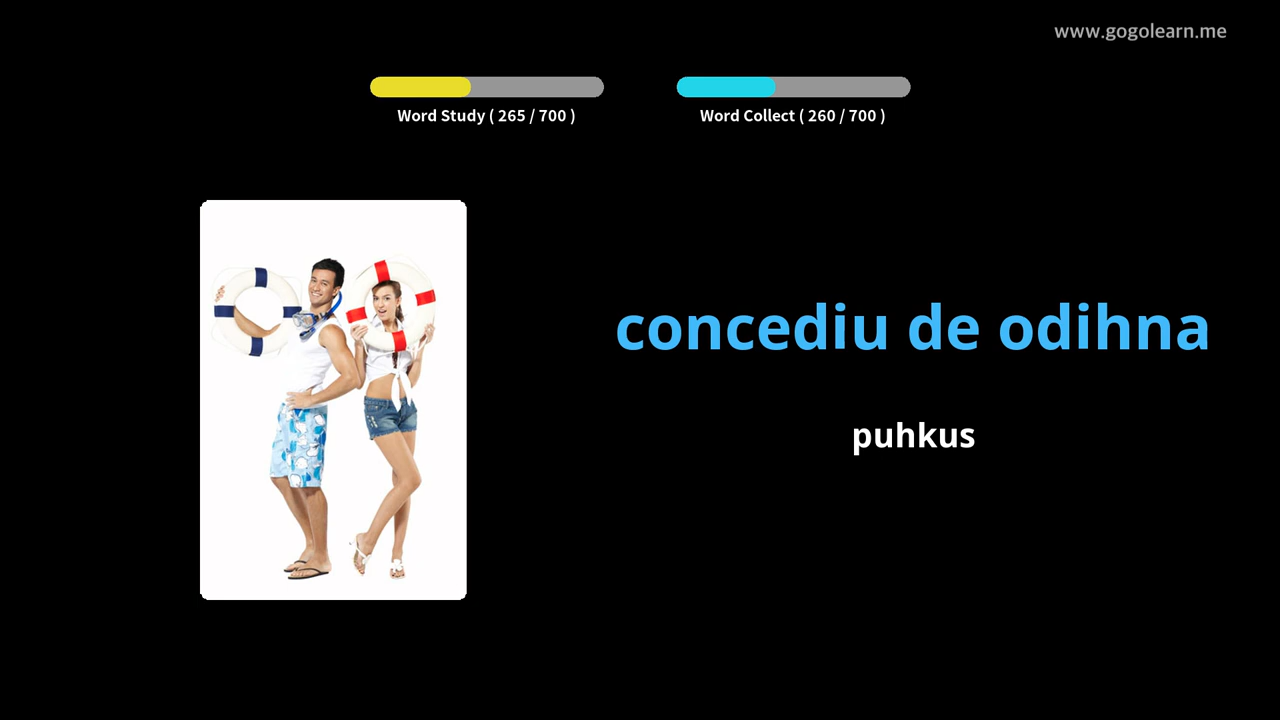 www.gogolearn.me
Word Study ( 265 / 700 )
Word Collect ( 260 / 700 )
concediu de odihna
puhkus